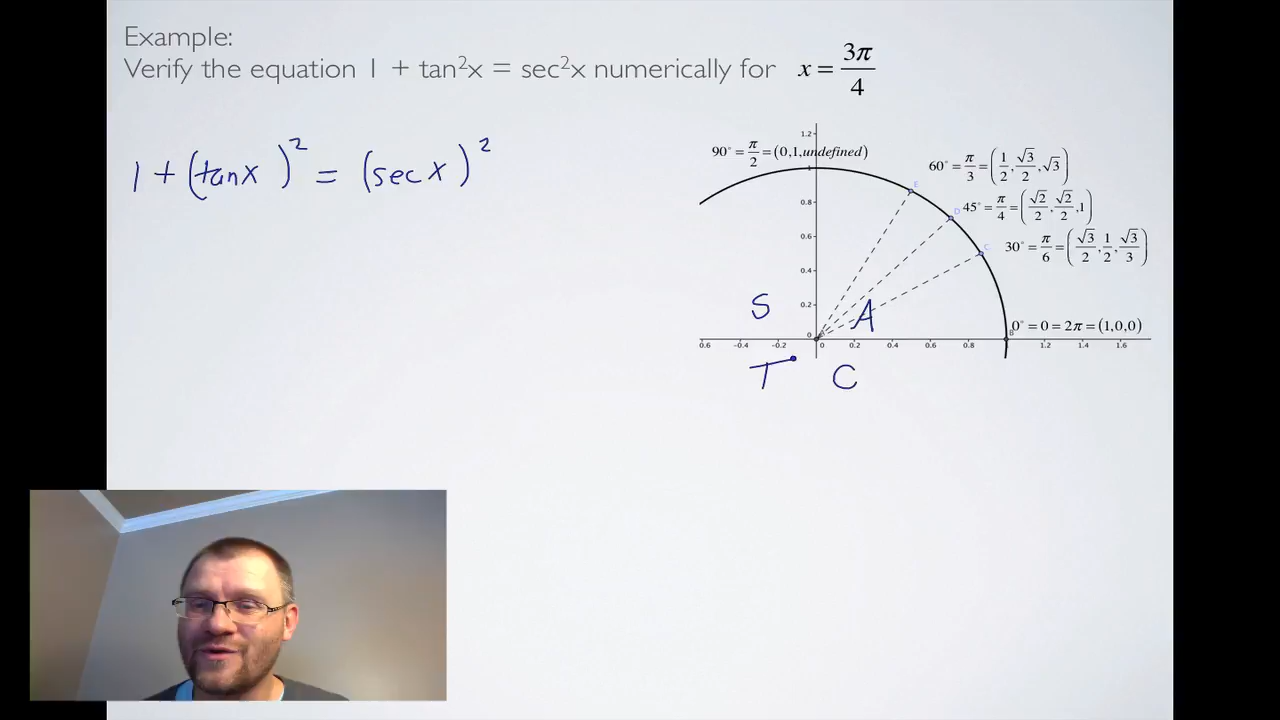 Example:
Verify the equation 1 + tan²x = sec²x numerically for x = 3π/4
1 + (tan x)² = (sec x)²
1.2
90° = π/2 = (0,1,undefined)
60° = π/3 = (1/2, √3/2, √3)
1
E
0.8
45° = π/4 = (√2/2, √2/2, 1)
D
0.6
30° = π/6 = (√3/2, 1/2, √3/3)
C
0.4
S
0.2
A
0° = 0 = 2π = (1,0,0)
B
0
0.6 -0.4 -0.2 0 0.2 0.4 0.6 0.8 1.2 1.4 1.6
T C